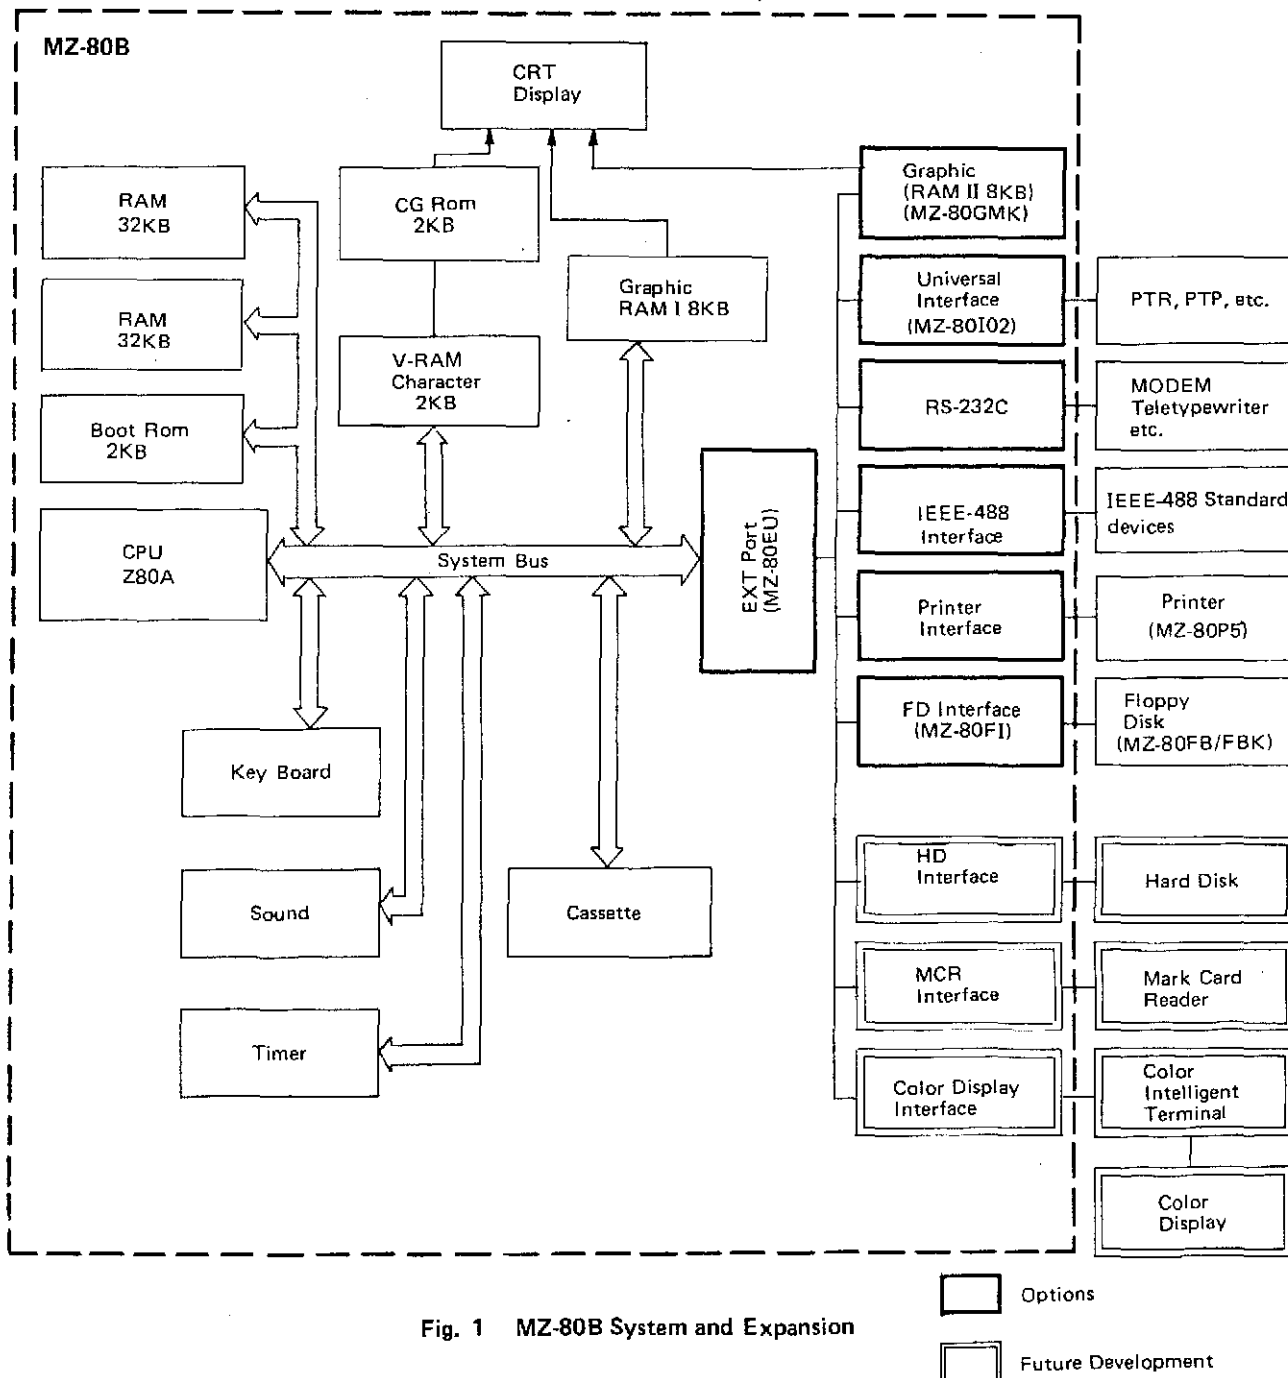 MZ-80B
CRT
Display
RAM
32KB
CG Rom
2KB
Graphic
(RAM II 8KB)
(MZ-80GMK)
RAM
32KB
Graphic
RAM I 8KB
Universal
Interface
(MZ-80I02)
PTR, PTP, etc.
V-RAM
Character
2KB
RS-232C
MODEM
Teletypewriter
etc.
Boot Rom
2KB
IEEE-488
Interface
IEEE-488 Standard
devices
CPU
Z80A
System Bus
EXT Port
(MZ-80EU)
Printer
Interface
Printer
(MZ-80P5)
FD Interface
(MZ-80FI)
Floppy
Disk
(MZ-80FB/FBK)
Key Board
HD
Interface
Hard Disk
Sound
Cassette
MCR
Interface
Mark Card
Reader
Timer
Color Display
Interface
Color
Intelligent
Terminal
Color
Display
Options
Fig. 1 MZ-80B System and Expansion
Future Development